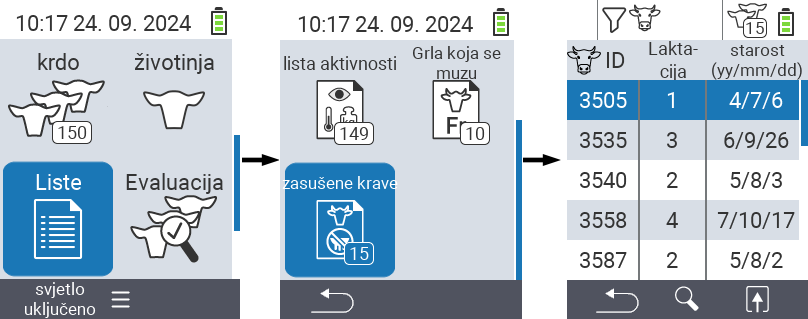 10:17 24. 09. 2024
krdo
životinja
150
Liste
Evaluacija
svjetlo
uključeno
10:17 24. 09. 2024
lista aktivnosti
Grla koja se
muzu
149
Fr
10
zasušene krave
15
15
ID
Lakta-
cija
starost
(yy/mm/dd)
3505 1 4/7/6
3535 3 6/9/26
3540 2 5/8/3
3558 4 7/10/17
3587 2 5/8/2